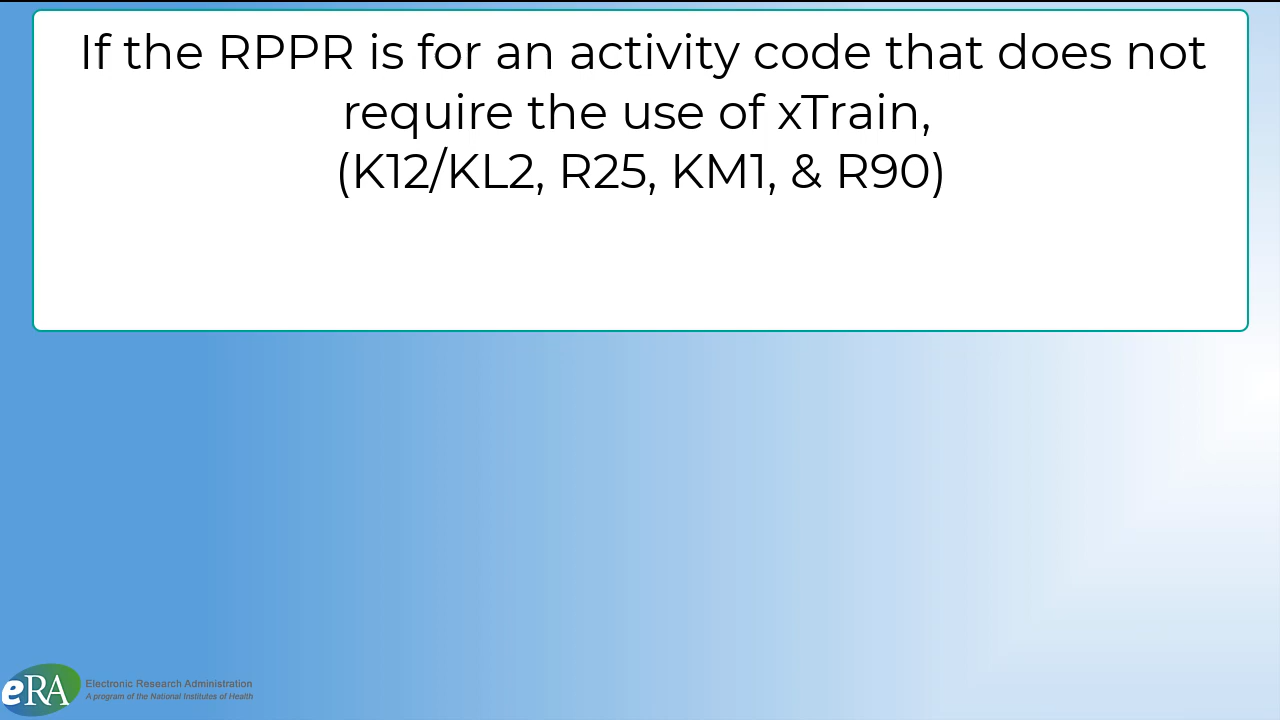 If the RPPR is for an activity code that does not
require the use of xTrain,
(K12/KL2, R25, KM1, & R90)
eRA
Electronic Research Administration
A program of the National Institutes of Health